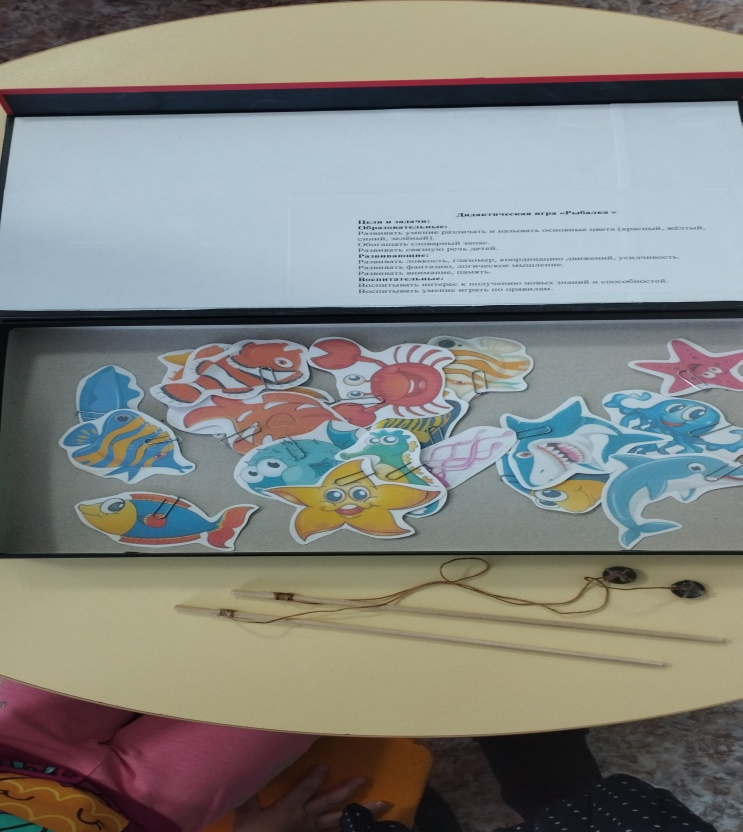 Дидактическая игра «Рыбалка »
Цели и задачи:
Образовательные:
Развивать умение различать и называть основные цвета (красный, жёлтый,
синий, зелёный).
Обогащать словарный запас.
Развивать связную речь детей.
Развивающие:
Развивать ловкость, глазомер, координацию движений, усидчивость.
Развивать фантазию, логическое мышление.
Развивать внимание, память.
Воспитательные:
Воспитывать интерес к получению новых знаний и способностей.
Воспитывать умение играть по правилам.